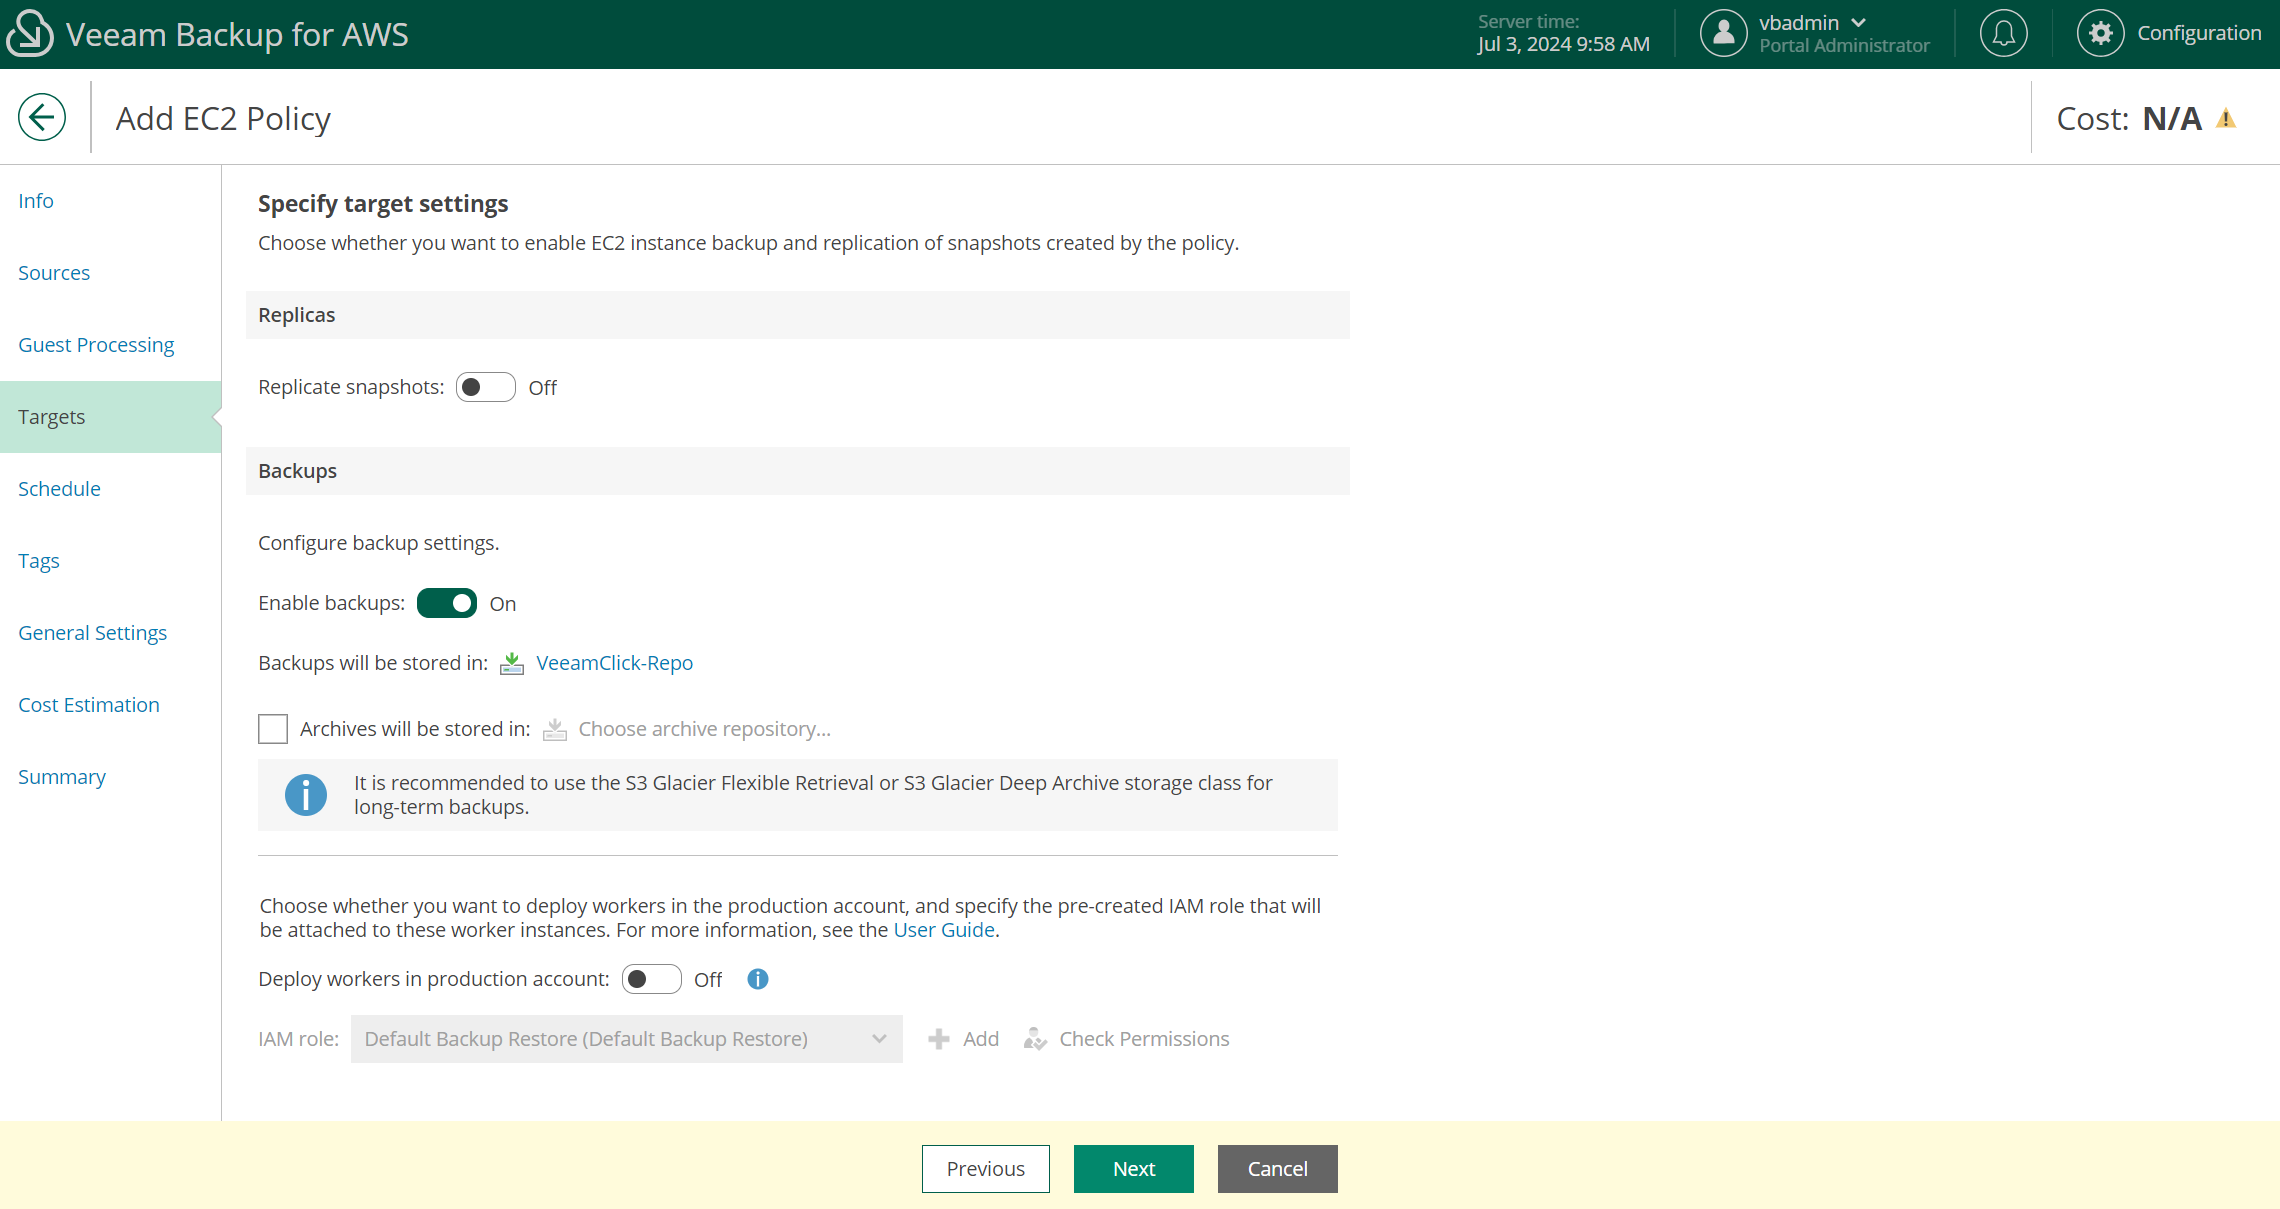 Veeam Backup for AWS
Server time:
Jul 3, 2024 9:58 AM
vbadmin
Portal Administrator
Configuration
Add EC2 Policy
Cost: N/A
Info
Sources
Guest Processing
Targets
Schedule
Tags
General Settings
Cost Estimation
Summary
Specify target settings
Choose whether you want to enable EC2 instance backup and replication of snapshots created by the policy.
Replicas
Replicate snapshots: Off
Backups
Configure backup settings.
Enable backups: On
Backups will be stored in: VeeamClick-Repo
Archives will be stored in: Choose archive repository...
It is recommended to use the S3 Glacier Flexible Retrieval or S3 Glacier Deep Archive storage class for
long-term backups.
Choose whether you want to deploy workers in the production account, and specify the pre-created IAM role that will
be attached to these worker instances. For more information, see the User Guide.
Deploy workers in production account: Off
IAM role: Default Backup Restore (Default Backup Restore) Add Check Permissions
Previous Next Cancel